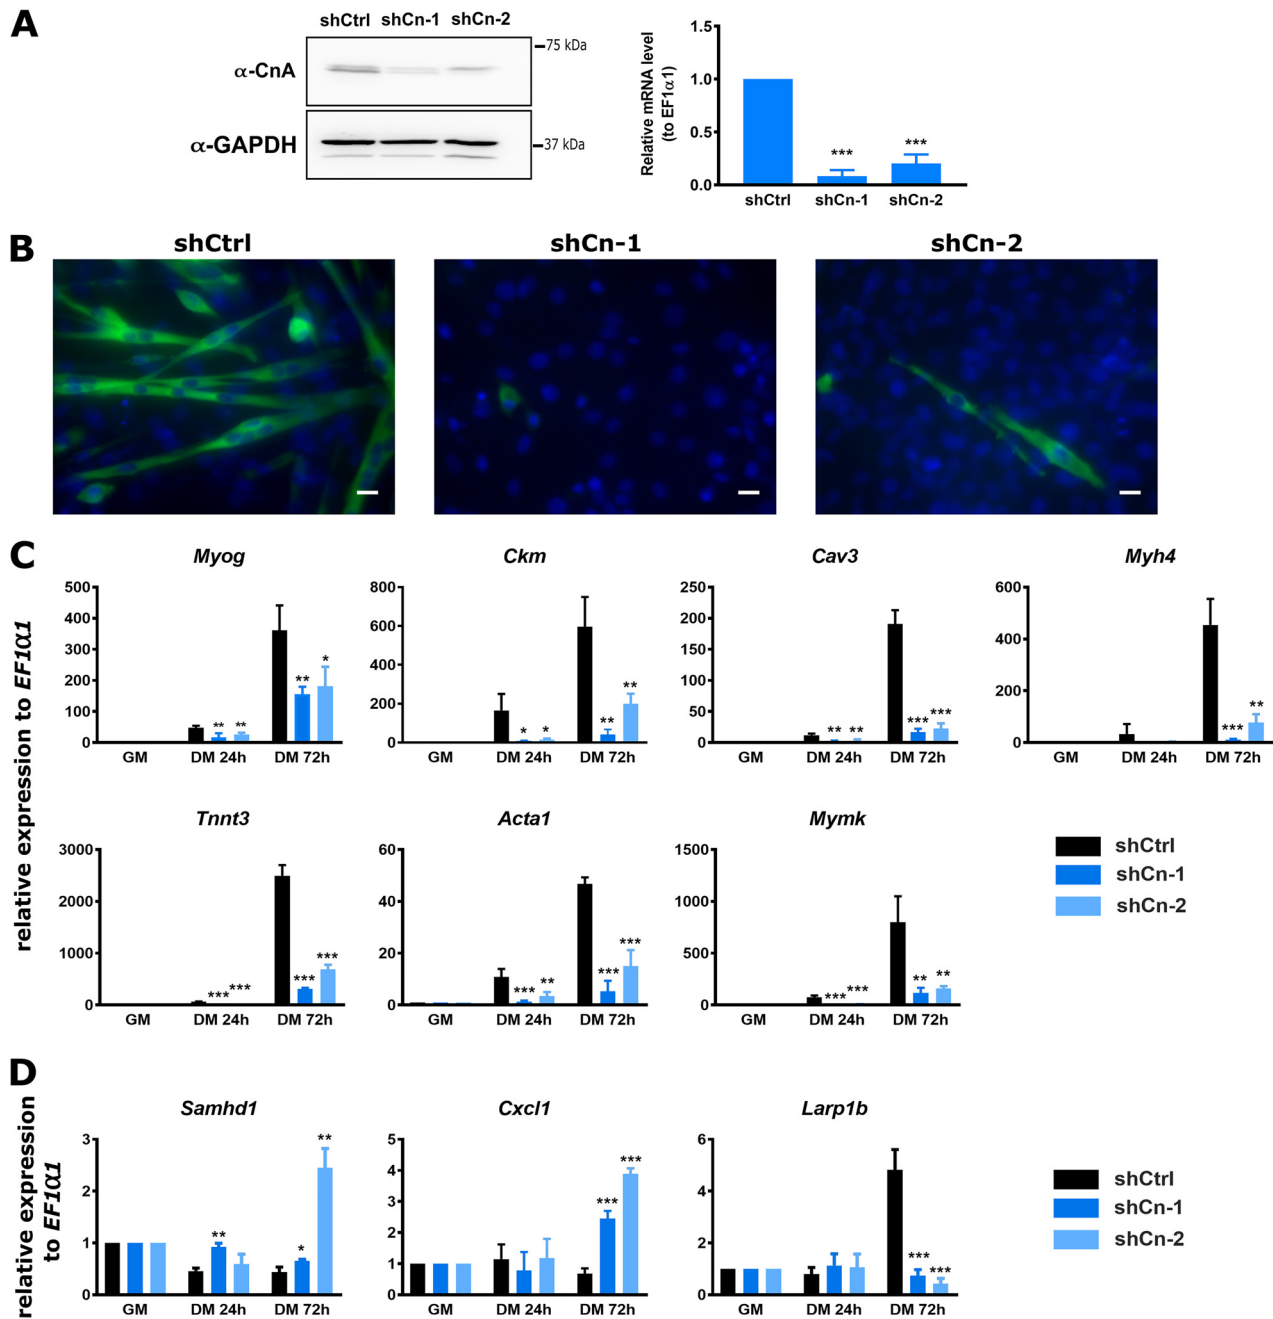 A
shCtrl shCn-1 shCn-2
α-CnA
75 kDa
α-GAPDH
37 kDa
Relative mRNA level
(to EF1α1)
1.5
1.0
0.5
0.0
*** ***
shCtrl shCn-1 shCn-2
B
shCtrl shCn-1 shCn-2
C
relative expression to EF1α1
Myog
500
400
300
200
100
0
** ** ** *
GM DM 24h DM 72h
Ckm
800
600
400
200
0
* * ** **
GM DM 24h DM 72h
Cav3
250
200
150
100
50
0
** ** *** ***
GM DM 24h DM 72h
Myh4
600
400
200
0
*** **
GM DM 24h DM 72h
Tnnt3
3000
2000
1000
0
*** *** *** ***
GM DM 24h DM 72h
Acta1
60
40
20
0
*** ** *** ***
GM DM 24h DM 72h
Mymk
1500
1000
500
0
*** *** ** **
GM DM 24h DM 72h
shCtrl
shCn-1
shCn-2
D
relative expression
to EF1α1
Samhd1
3
2
1
0
** * **
GM DM 24h DM 72h
Cxcl1
5
4
3
2
1
0
*** ***
GM DM 24h DM 72h
Larp1b
6
4
2
0
*** ***
GM DM 24h DM 72h
shCtrl
shCn-1
shCn-2